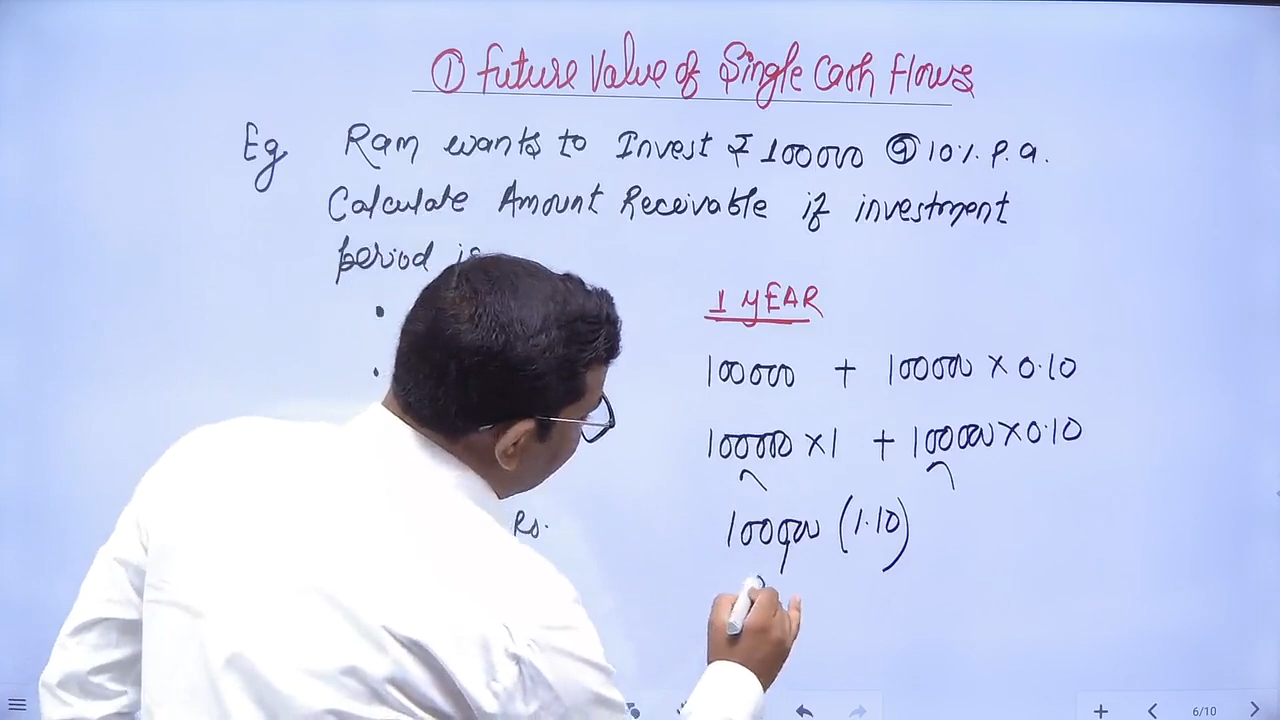 ① Future Value of Single Cash Flows
Eg Ram wants to Invest ₹ 100000 @ 10% p.a.
Calculate Amount Receivable if investment
period is
1 YEAR
100000 + 100000 × 0.10
100000 × 1 + 100000 × 0.10
Rs. 100000 (1.10)
6/10